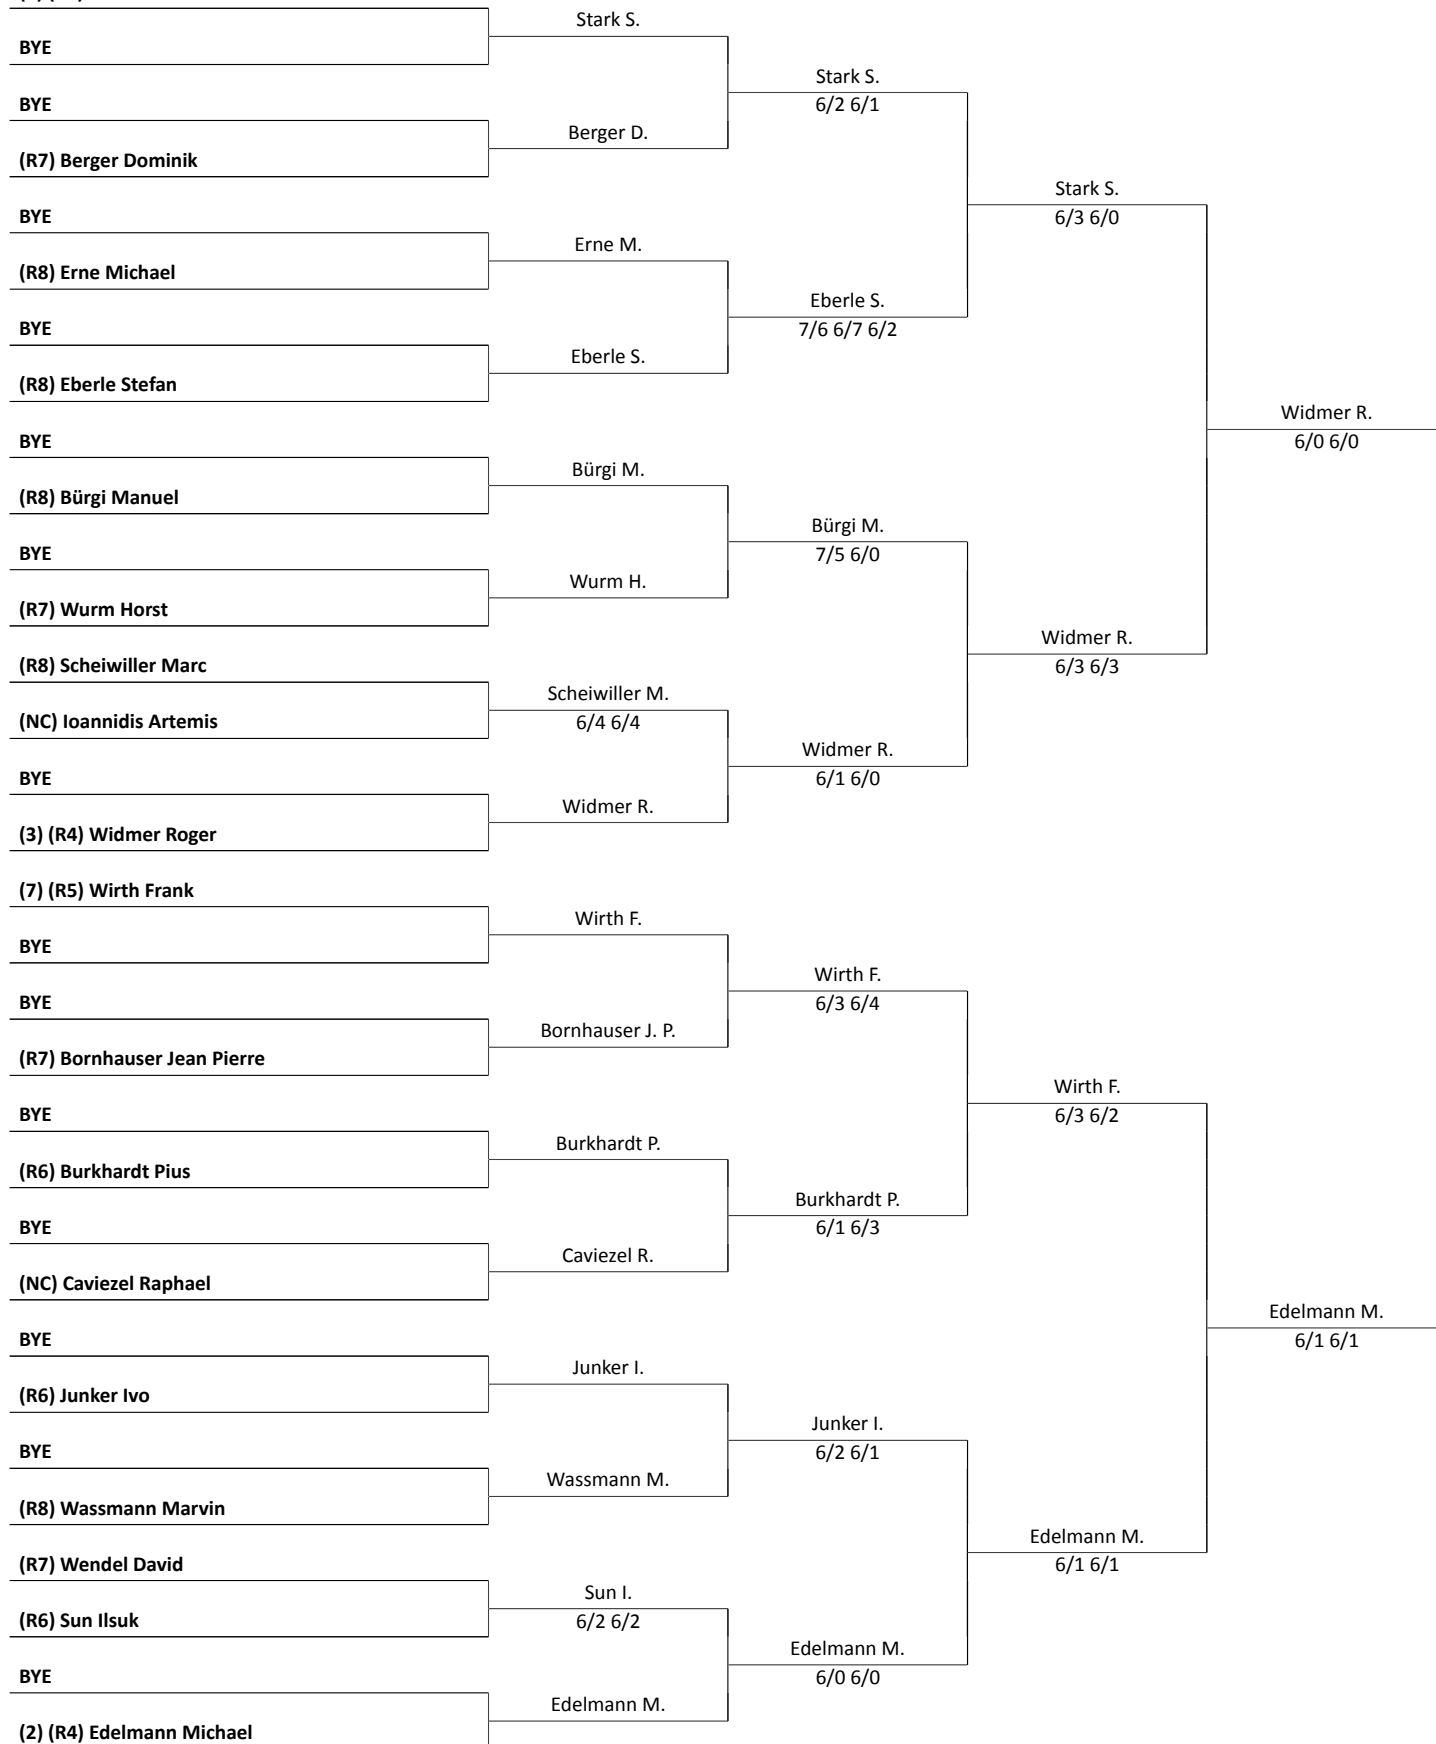 Stark S.
BYE
Stark S.
BYE
6/2 6/1
Berger D.
(R7) Berger Dominik
Stark S.
BYE
6/3 6/0
Erne M.
(R8) Erne Michael
Eberle S.
BYE
7/6 6/7 6/2
Eberle S.
(R8) Eberle Stefan
Widmer R.
BYE
6/0 6/0
Bürgi M.
(R8) Bürgi Manuel
Bürgi M.
BYE
7/5 6/0
Wurm H.
(R7) Wurm Horst
Widmer R.
(R8) Scheiwiller Marc
6/3 6/3
Scheiwiller M.
(NC) Ioannidis Artemis
6/4 6/4
Widmer R.
BYE
6/1 6/0
Widmer R.
(3) (R4) Widmer Roger
(7) (R5) Wirth Frank
Wirth F.
BYE
Wirth F.
BYE
6/3 6/4
Bornhauser J. P.
(R7) Bornhauser Jean Pierre
Wirth F.
BYE
6/3 6/2
Burkhardt P.
(R6) Burkhardt Pius
Burkhardt P.
BYE
6/1 6/3
Caviezel R.
(NC) Caviezel Raphael
Edelmann M.
BYE
6/1 6/1
Junker I.
(R6) Junker Ivo
Junker I.
BYE
6/2 6/1
Wassmann M.
(R8) Wassmann Marvin
Edelmann M.
(R7) Wendel David
6/1 6/1
Sun I.
(R6) Sun Ilsuk
6/2 6/2
Edelmann M.
BYE
6/0 6/0
Edelmann M.
(2) (R4) Edelmann Michael